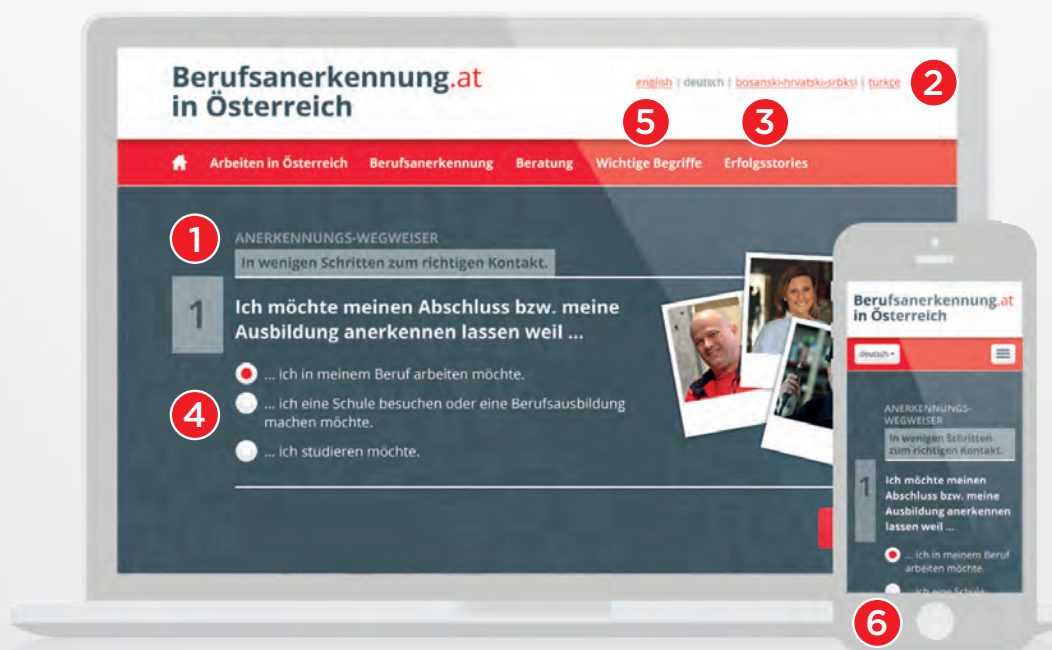 Berufsanerkennung.at
in Österreich
english | deutsch | bosanski-hrvatski-srbksi | türkçe
2
5
3
Arbeiten in Österreich Berufsanerkennung Beratung Wichtige Begriffe Erfolgsstories
1
ANERKENNUNGS-WEGWEISER
In wenigen Schritten zum richtigen Kontakt.
1
Ich möchte meinen Abschluss bzw. meine
Ausbildung anerkennen lassen weil ...
... ich in meinem Beruf arbeiten möchte.
4
... ich eine Schule besuchen oder eine Berufsausbildung
machen möchte.
... ich studieren möchte.
Berufsanerkennung.at
in Österreich
deutsch
ANERKENNUNGS-
WEGWEISER
In wenigen Schritten
zum richtigen Kontakt.
1
Ich möchte meinen
Abschluss bzw. meine
Ausbildung anerkennen
lassen weil ...
... ich in meinem Beruf
arbeiten möchte.
... ich eine Schule
6